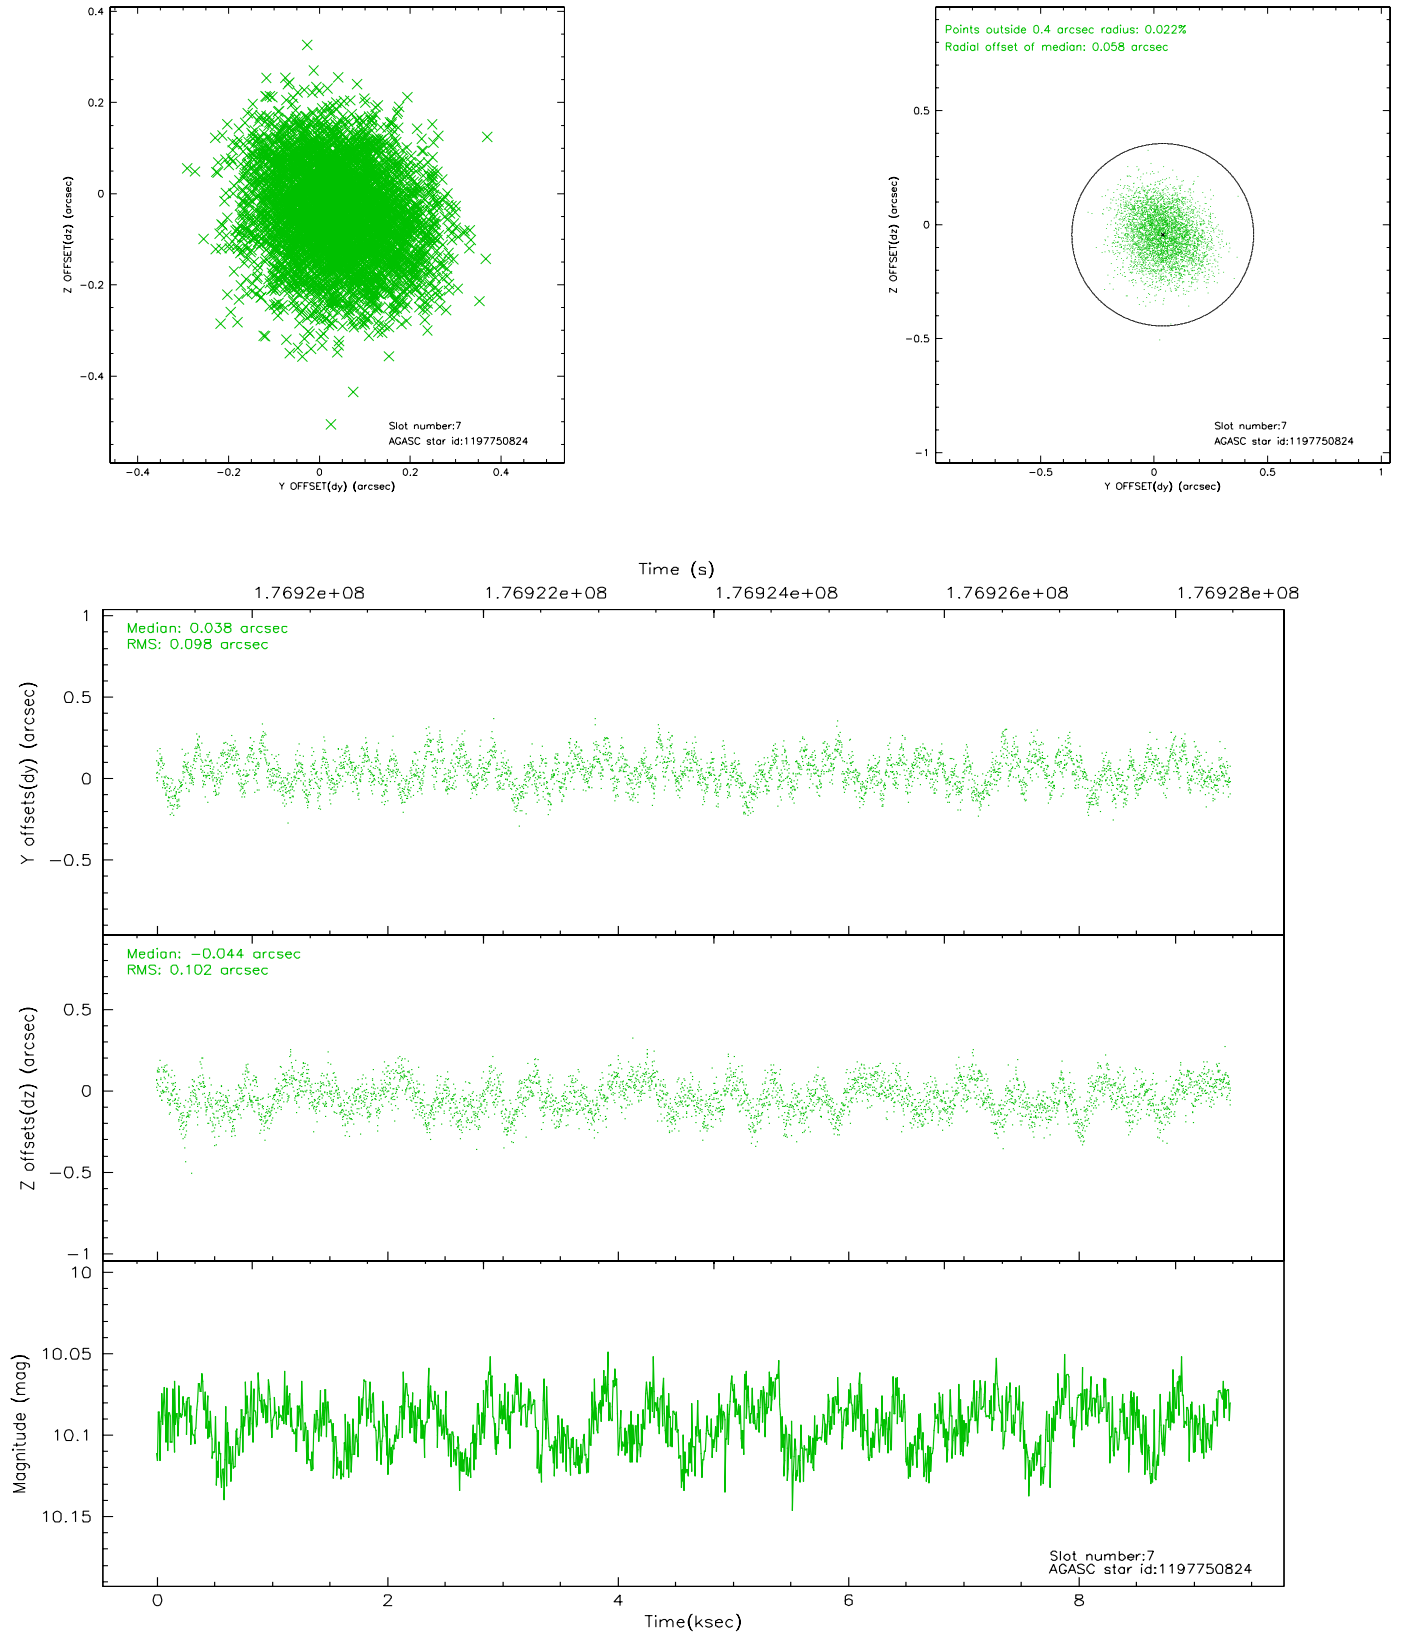 0.4
0.2
0
−0.2
−0.4
Z OFFSET(dz) (arcsec)
Slot number:7
AGASC star id:1197750824
−0.4
−0.2
0
0.2
0.4
Y OFFSET(dy) (arcsec)
Points outside 0.4 arcsec radius: 0.022%
Radial offset of median: 0.058 arcsec
0.5
0
−0.5
−1
Z OFFSET(dz) (arcsec)
Slot number:7
AGASC star id:1197750824
−0.5
0
0.5
1
Y OFFSET(dy) (arcsec)
Time (s)
1.7692e+08
1.76922e+08
1.76924e+08
1.76926e+08
1.76928e+08
Median: 0.038 arcsec
RMS: 0.098 arcsec
1
0.5
0
−0.5
Y offsets(dy) (arcsec)
Median: −0.044 arcsec
RMS: 0.102 arcsec
0.5
0
−0.5
−1
Z offsets(dz) (arcsec)
10
10.05
10.1
10.15
Magnitude (mag)
Slot number:7
AGASC star id:1197750824
0
2
4
6
8
Time(ksec)